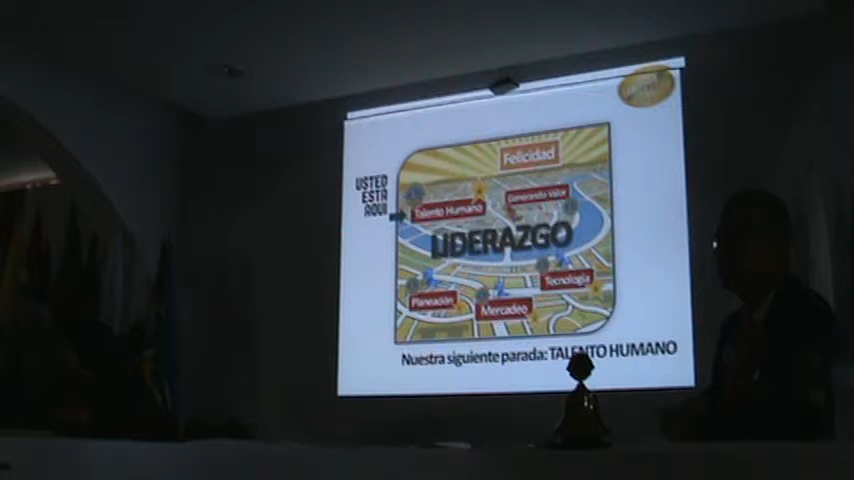 USTED
ESTA
AQUI
Felicidad
Talento Humano
Generando Valor
LIDERAZGO
Tecnología
Planeación
Mercadeo
Nuestra siguiente parada: TALENTO HUMANO